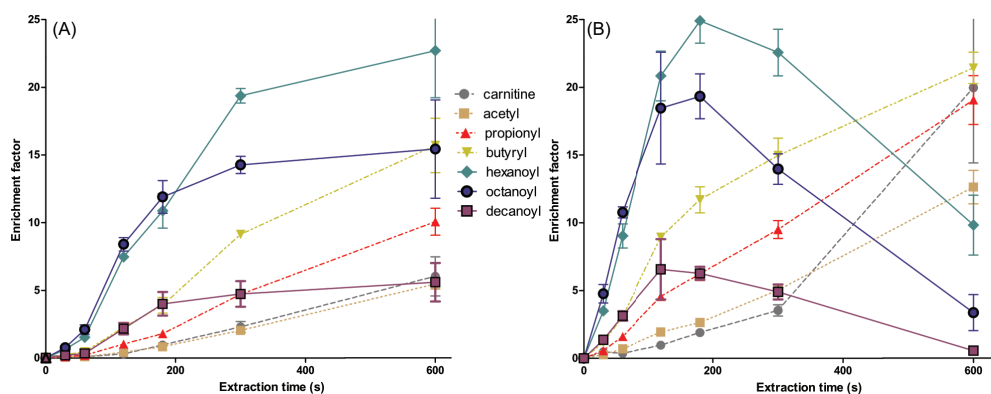 (A)
25
20
15
10
5
0
Enrichment factor
0 200 400 600
Extraction time (s)
carnitine
acetyl
propionyl
butyryl
hexanoyl
octanoyl
decanoyl
(B)
25
20
15
10
5
0
Enrichment factor
0 200 400 600
Extraction time (s)